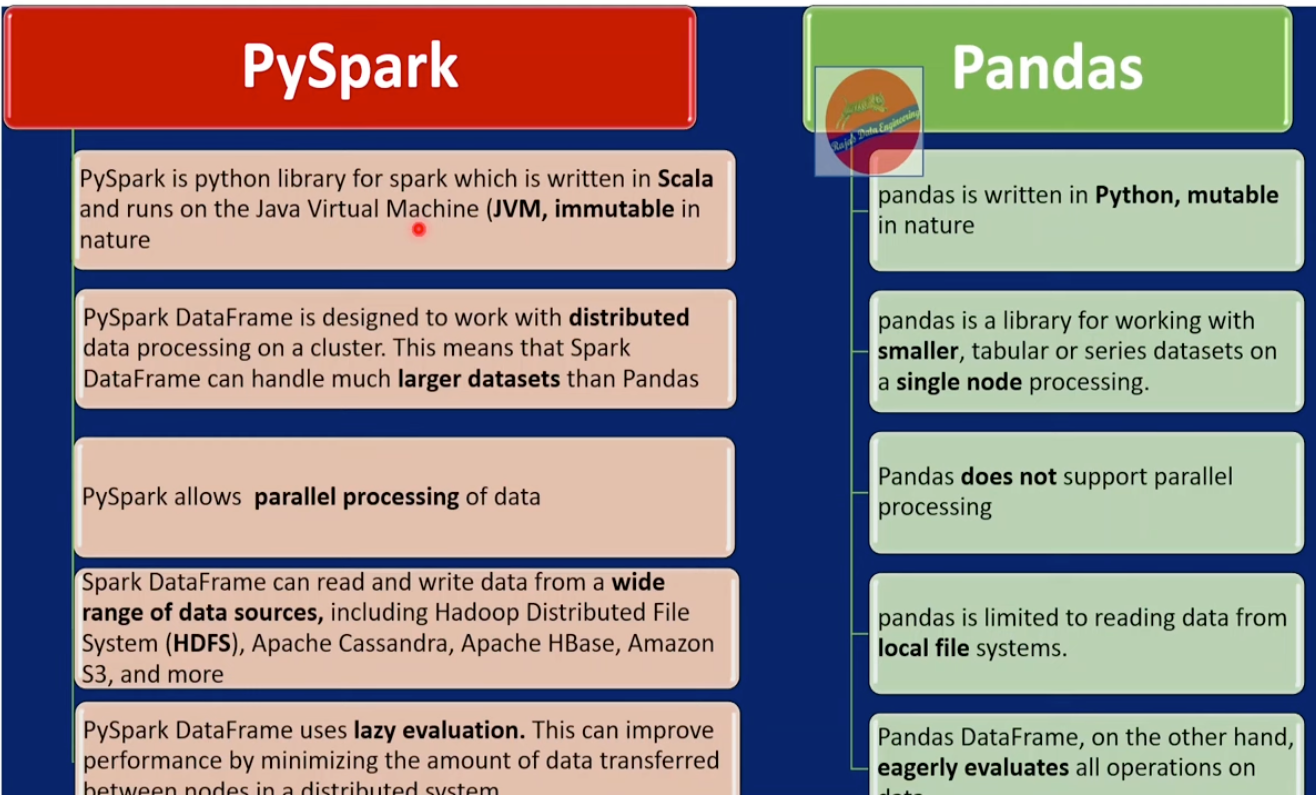 PySpark
PySpark is python library for spark which is written in Scala
and runs on the Java Virtual Machine (JVM, immutable in
nature
PySpark DataFrame is designed to work with distributed
data processing on a cluster. This means that Spark
DataFrame can handle much larger datasets than Pandas
PySpark allows parallel processing of data
Spark DataFrame can read and write data from a wide
range of data sources, including Hadoop Distributed File
System (HDFS), Apache Cassandra, Apache HBase, Amazon
S3, and more
PySpark DataFrame uses lazy evaluation. This can improve
performance by minimizing the amount of data transferred
between nodes in a distributed system
Pandas
Data Engineering
pandas is written in Python, mutable
in nature
pandas is a library for working with
smaller, tabular or series datasets on
a single node processing.
Pandas does not support parallel
processing
pandas is limited to reading data from
local file systems.
Pandas DataFrame, on the other hand,
eagerly evaluates all operations on
data